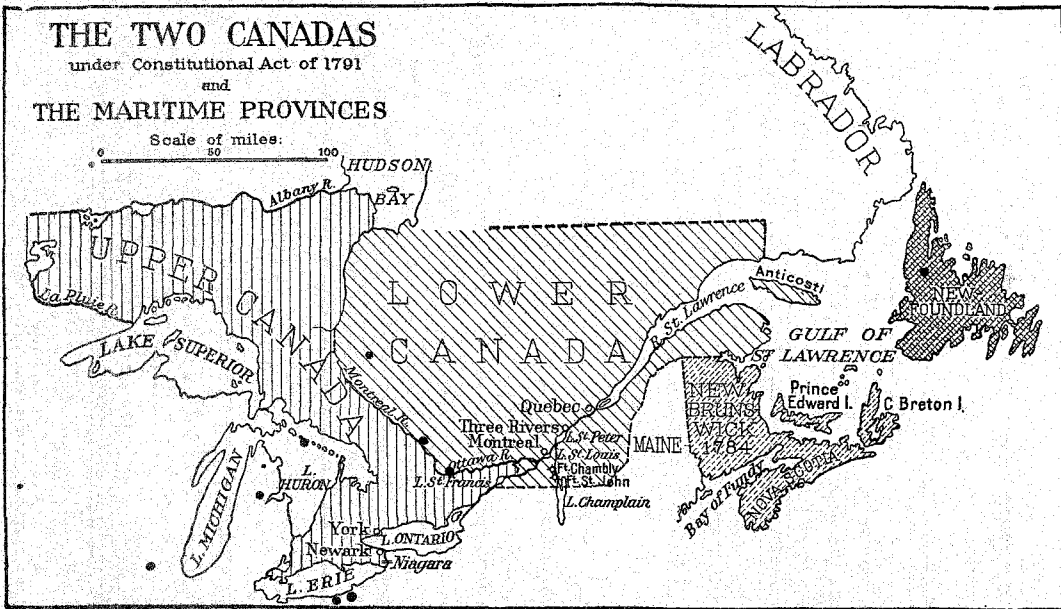 THE TWO CANADAS
under Constitutional Act of 1791
and
THE MARITIME PROVINCES
Scale of miles:
0 50 100
HUDSON
BAY
Albany R.
LABRADOR
UPPER CANADA
La Pluie R.
LOWER
CANADA
R. St. Lawrence
Anticosti
NEW
FOUNDLAND
GULF OF
ST LAWRENCE
LAKE SUPERIOR
Montreal R.
NEW
BRUNS
WICK
1784
Prince
Edward I.
C Breton I.
Quebec
Three Rivers
Montreal
L. St. Peter
L. St. Louis
Ft. Chambly
Ft. St. John
MAINE
Ottawa R.
L. St. Francis
L. Champlain
Bay of Fundy
NOVA SCOTIA
L. MICHIGAN
L.
HURON
York
L. ONTARIO
Newark
Niagara
L. ERIE